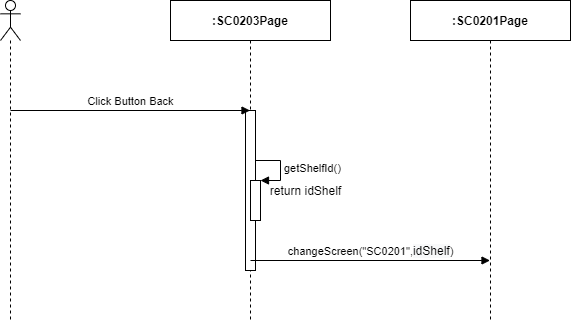 :SC0203Page
:SC0201Page
Click Button Back
getShelfId()
return idShelf
changeScreen("SC0201",idShelf)